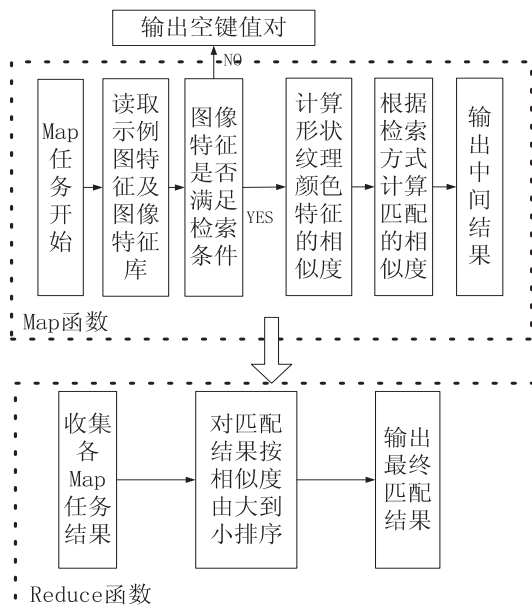 输出空键值对
NO
Map
任务
开始
读取
示例
图特
征及
图像
特征
库
图像
特征
是否
满足
检索
条件
YES
计算
形状
纹理
颜色
特征
的相
似度
根据
检索
方式
计算
匹配
的相
似度
输出
中间
结果
Map函数
收集
各
Map
任务
结果
对匹配
结果按
相似度
由大到
小排序
输出
最终
匹配
结果
Reduce函数